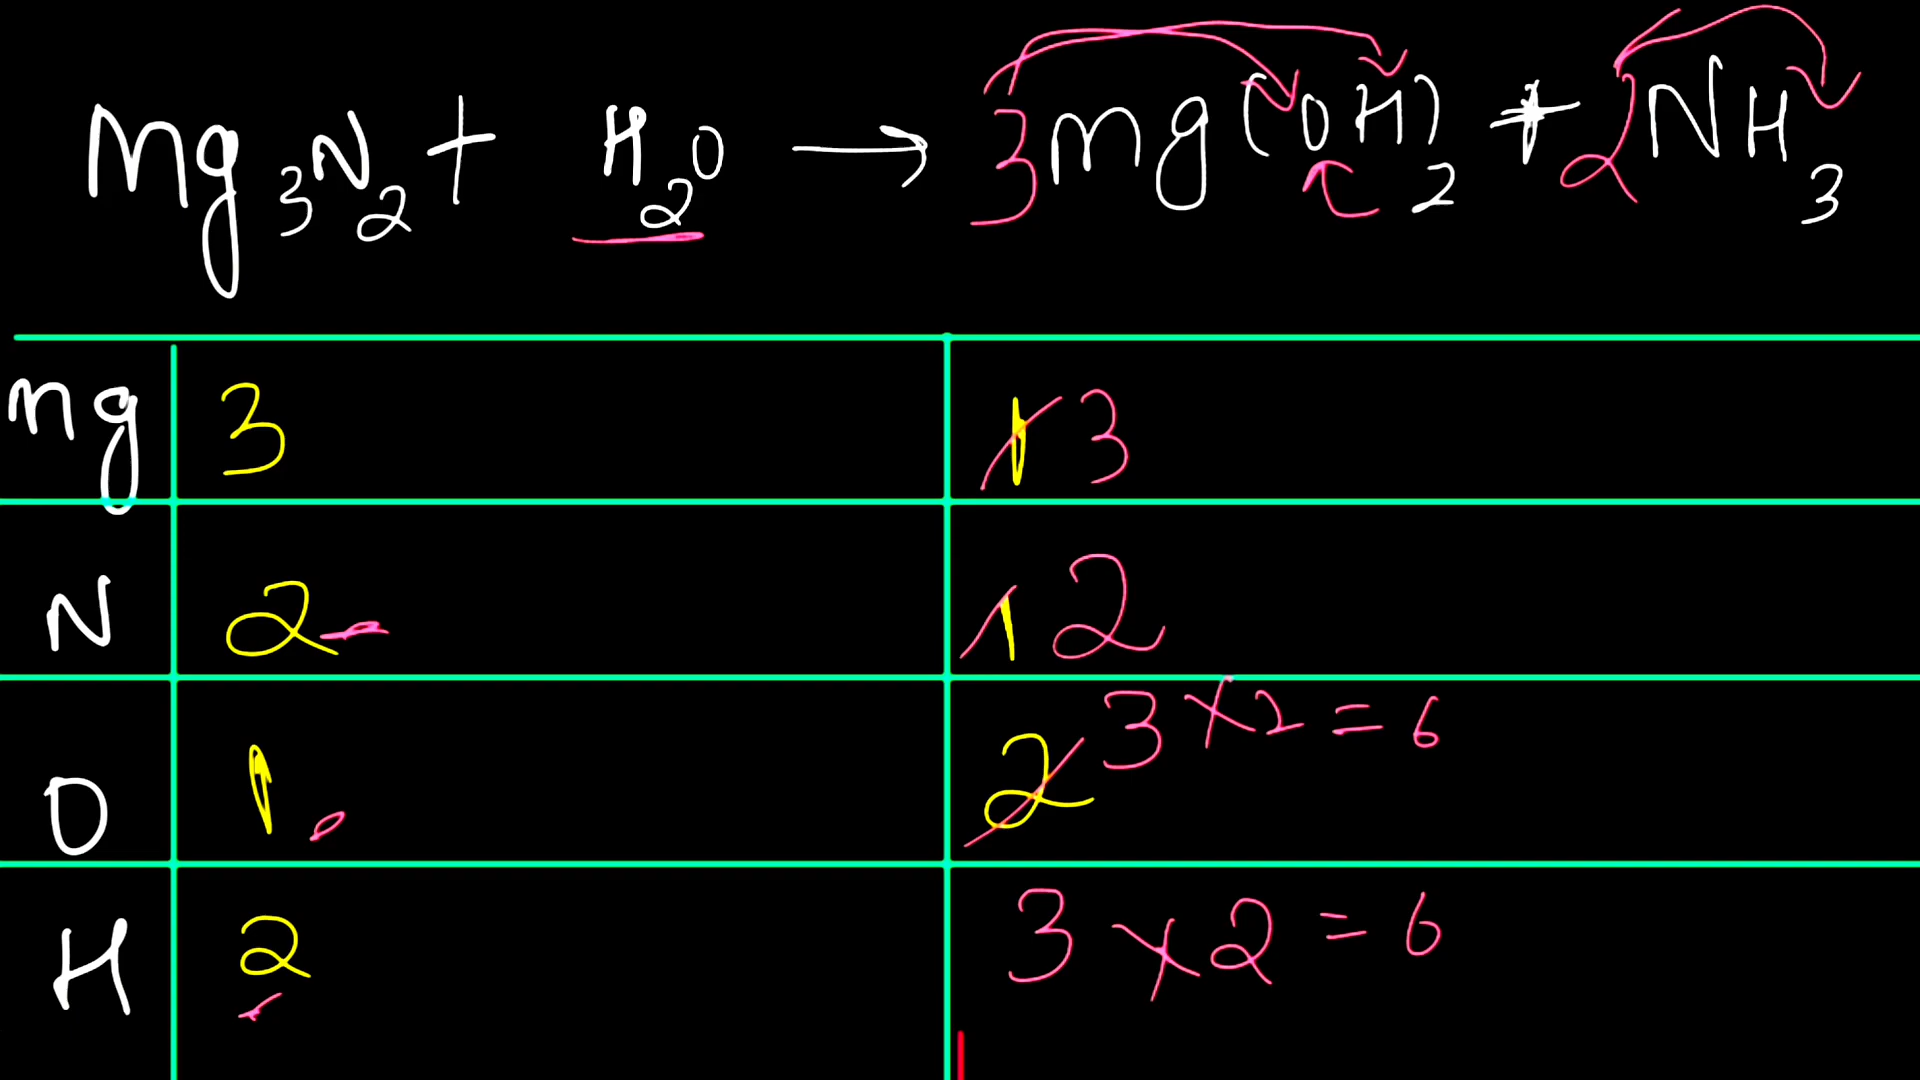 Mg3N2 + H2O → 3mg(OH)2 + 2NH3
mg 3 1 3
N 2 1 2
O 1 2 3×2=6
H 2 3×2=6